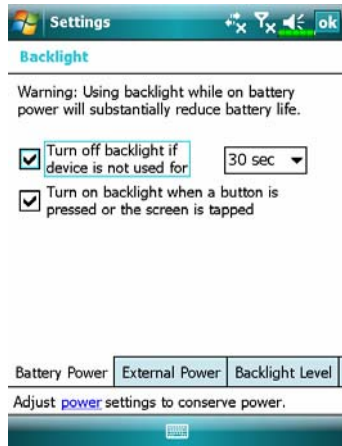 Settings ok
Backlight
Warning: Using backlight while on battery
power will substantially reduce battery life.
Turn off backlight if
device is not used for 30 sec
Turn on backlight when a button is
pressed or the screen is tapped
Battery Power External Power Backlight Level
Adjust power settings to conserve power.